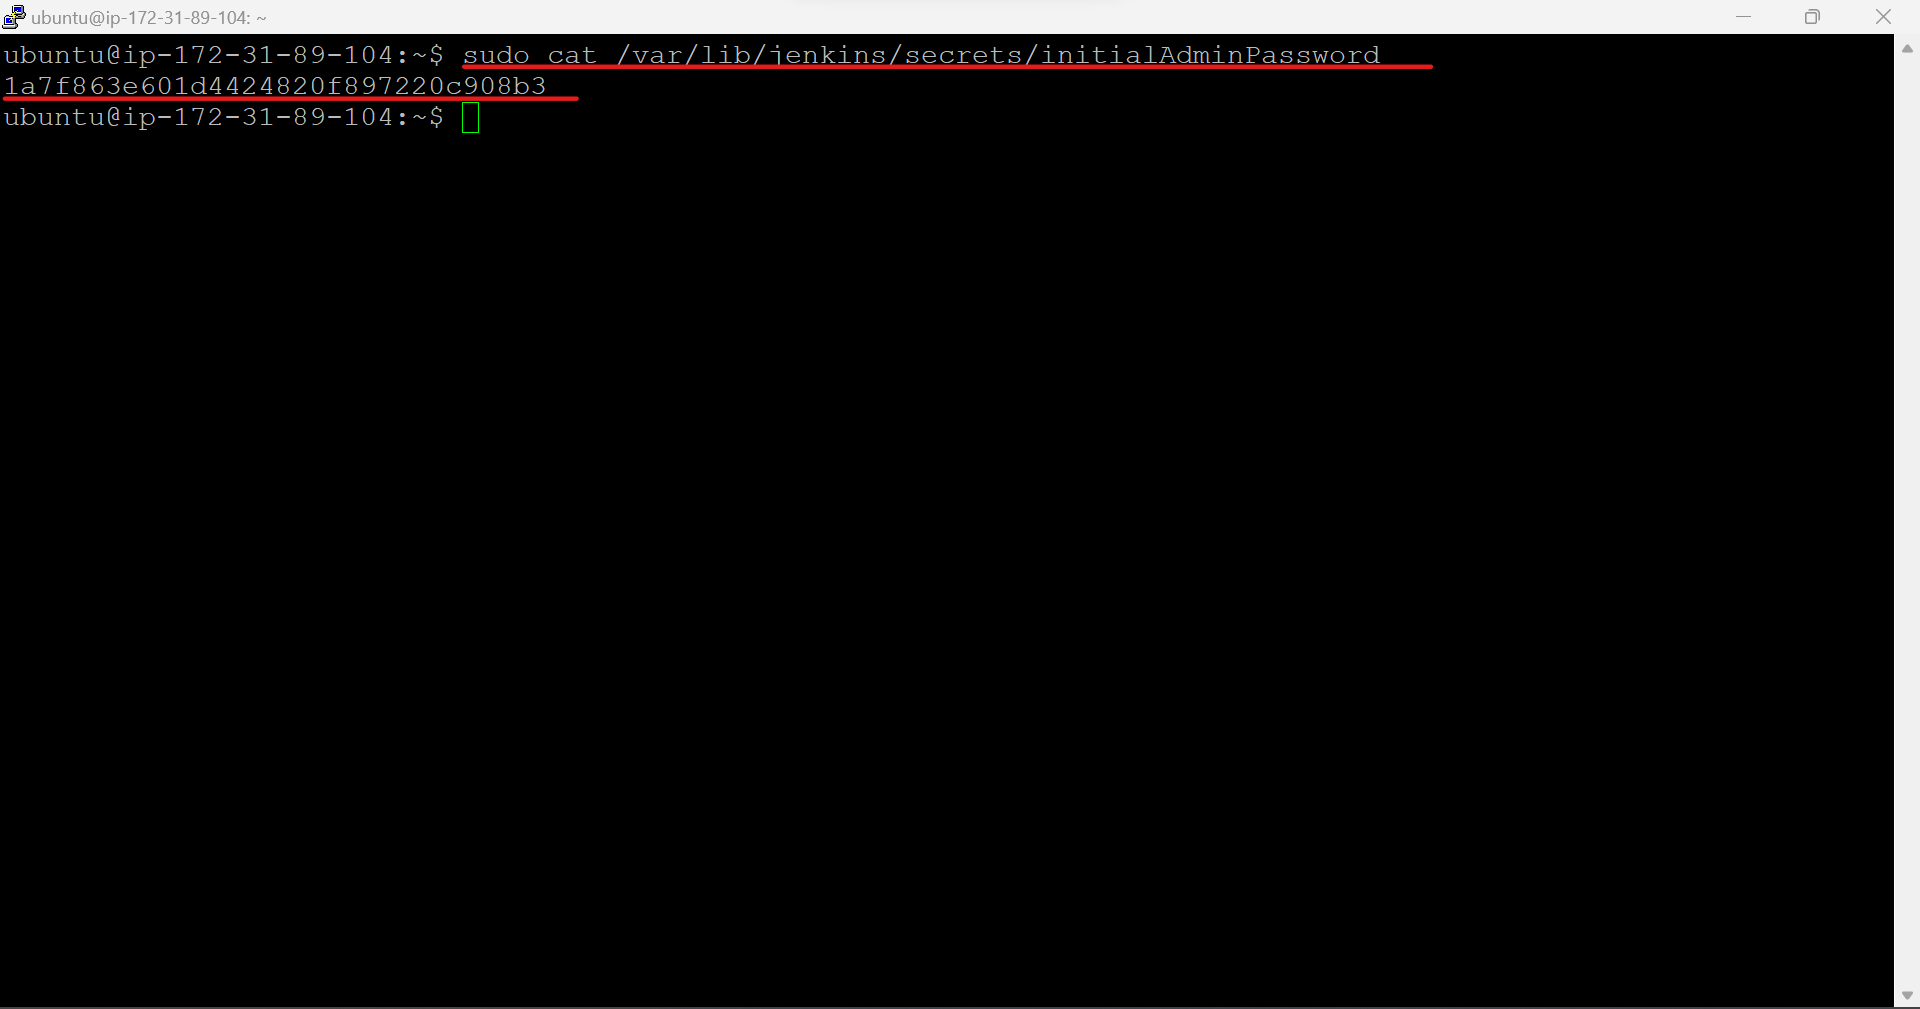 ubuntu@ip-172-31-89-104: ~
ubuntu@ip-172-31-89-104:~$ sudo cat /var/lib/jenkins/secrets/initialAdminPassword
1a7f863e601d4424820f897220c908b3
ubuntu@ip-172-31-89-104:~$